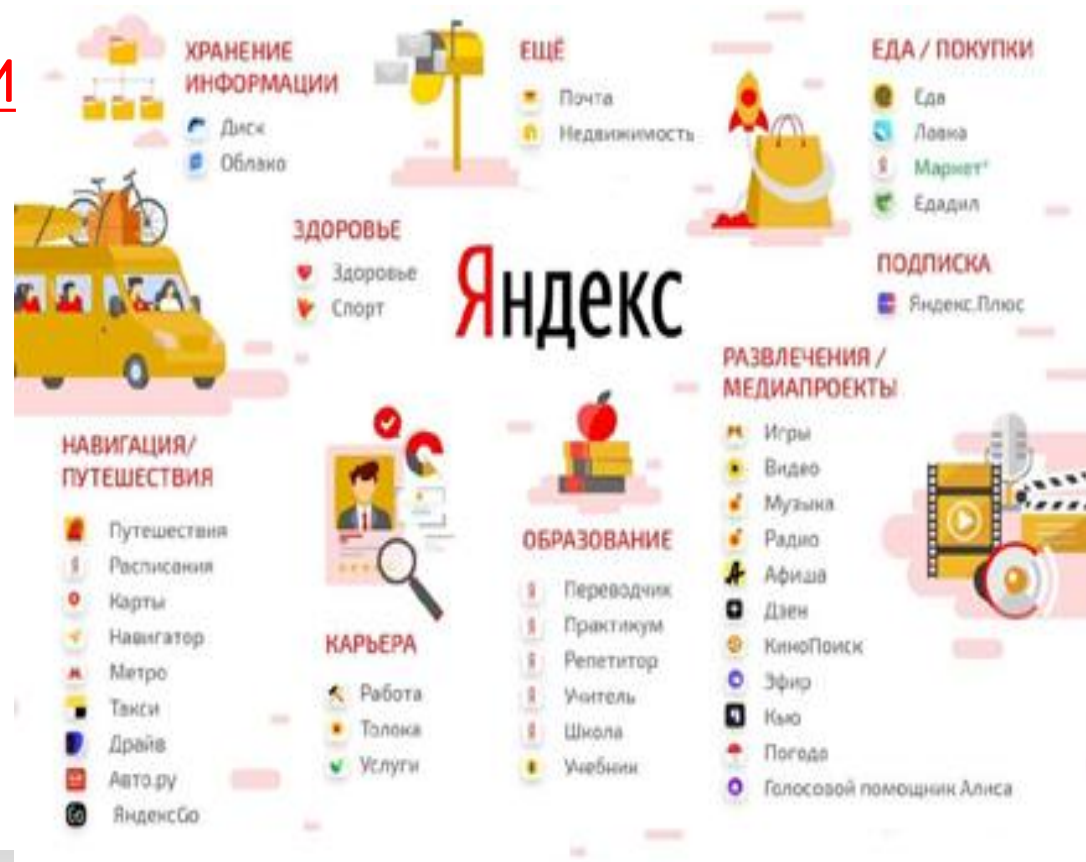 И
ХРАНЕНИЕ
ИНФОРМАЦИИ
Диск
Облако
ЕЩЁ
Почта
Недвижимость
ЕДА / ПОКУПКИ
Еда
Лавка
Маркет*
Едадил
ЗДОРОВЬЕ
Здоровье
Спорт
Яндекс
ПОДПИСКА
Яндекс.Плюс
НАВИГАЦИЯ/
ПУТЕШЕСТВИЯ
Путешествия
Расписания
Карты
Навигатор
Метро
Такси
Драйв
Авто.ру
ЯндексGo
КАРЬЕРА
Работа
Толока
Услуги
ОБРАЗОВАНИЕ
Переводчик
Практикум
Репетитор
Учитель
Школа
Учебник
РАЗВЛЕЧЕНИЯ /
МЕДИАПРОЕКТЫ
Игры
Видео
Музыка
Радио
Афиша
Дзен
КиноПоиск
Эфир
Кью
Погода
Голосовой помощник Алиса